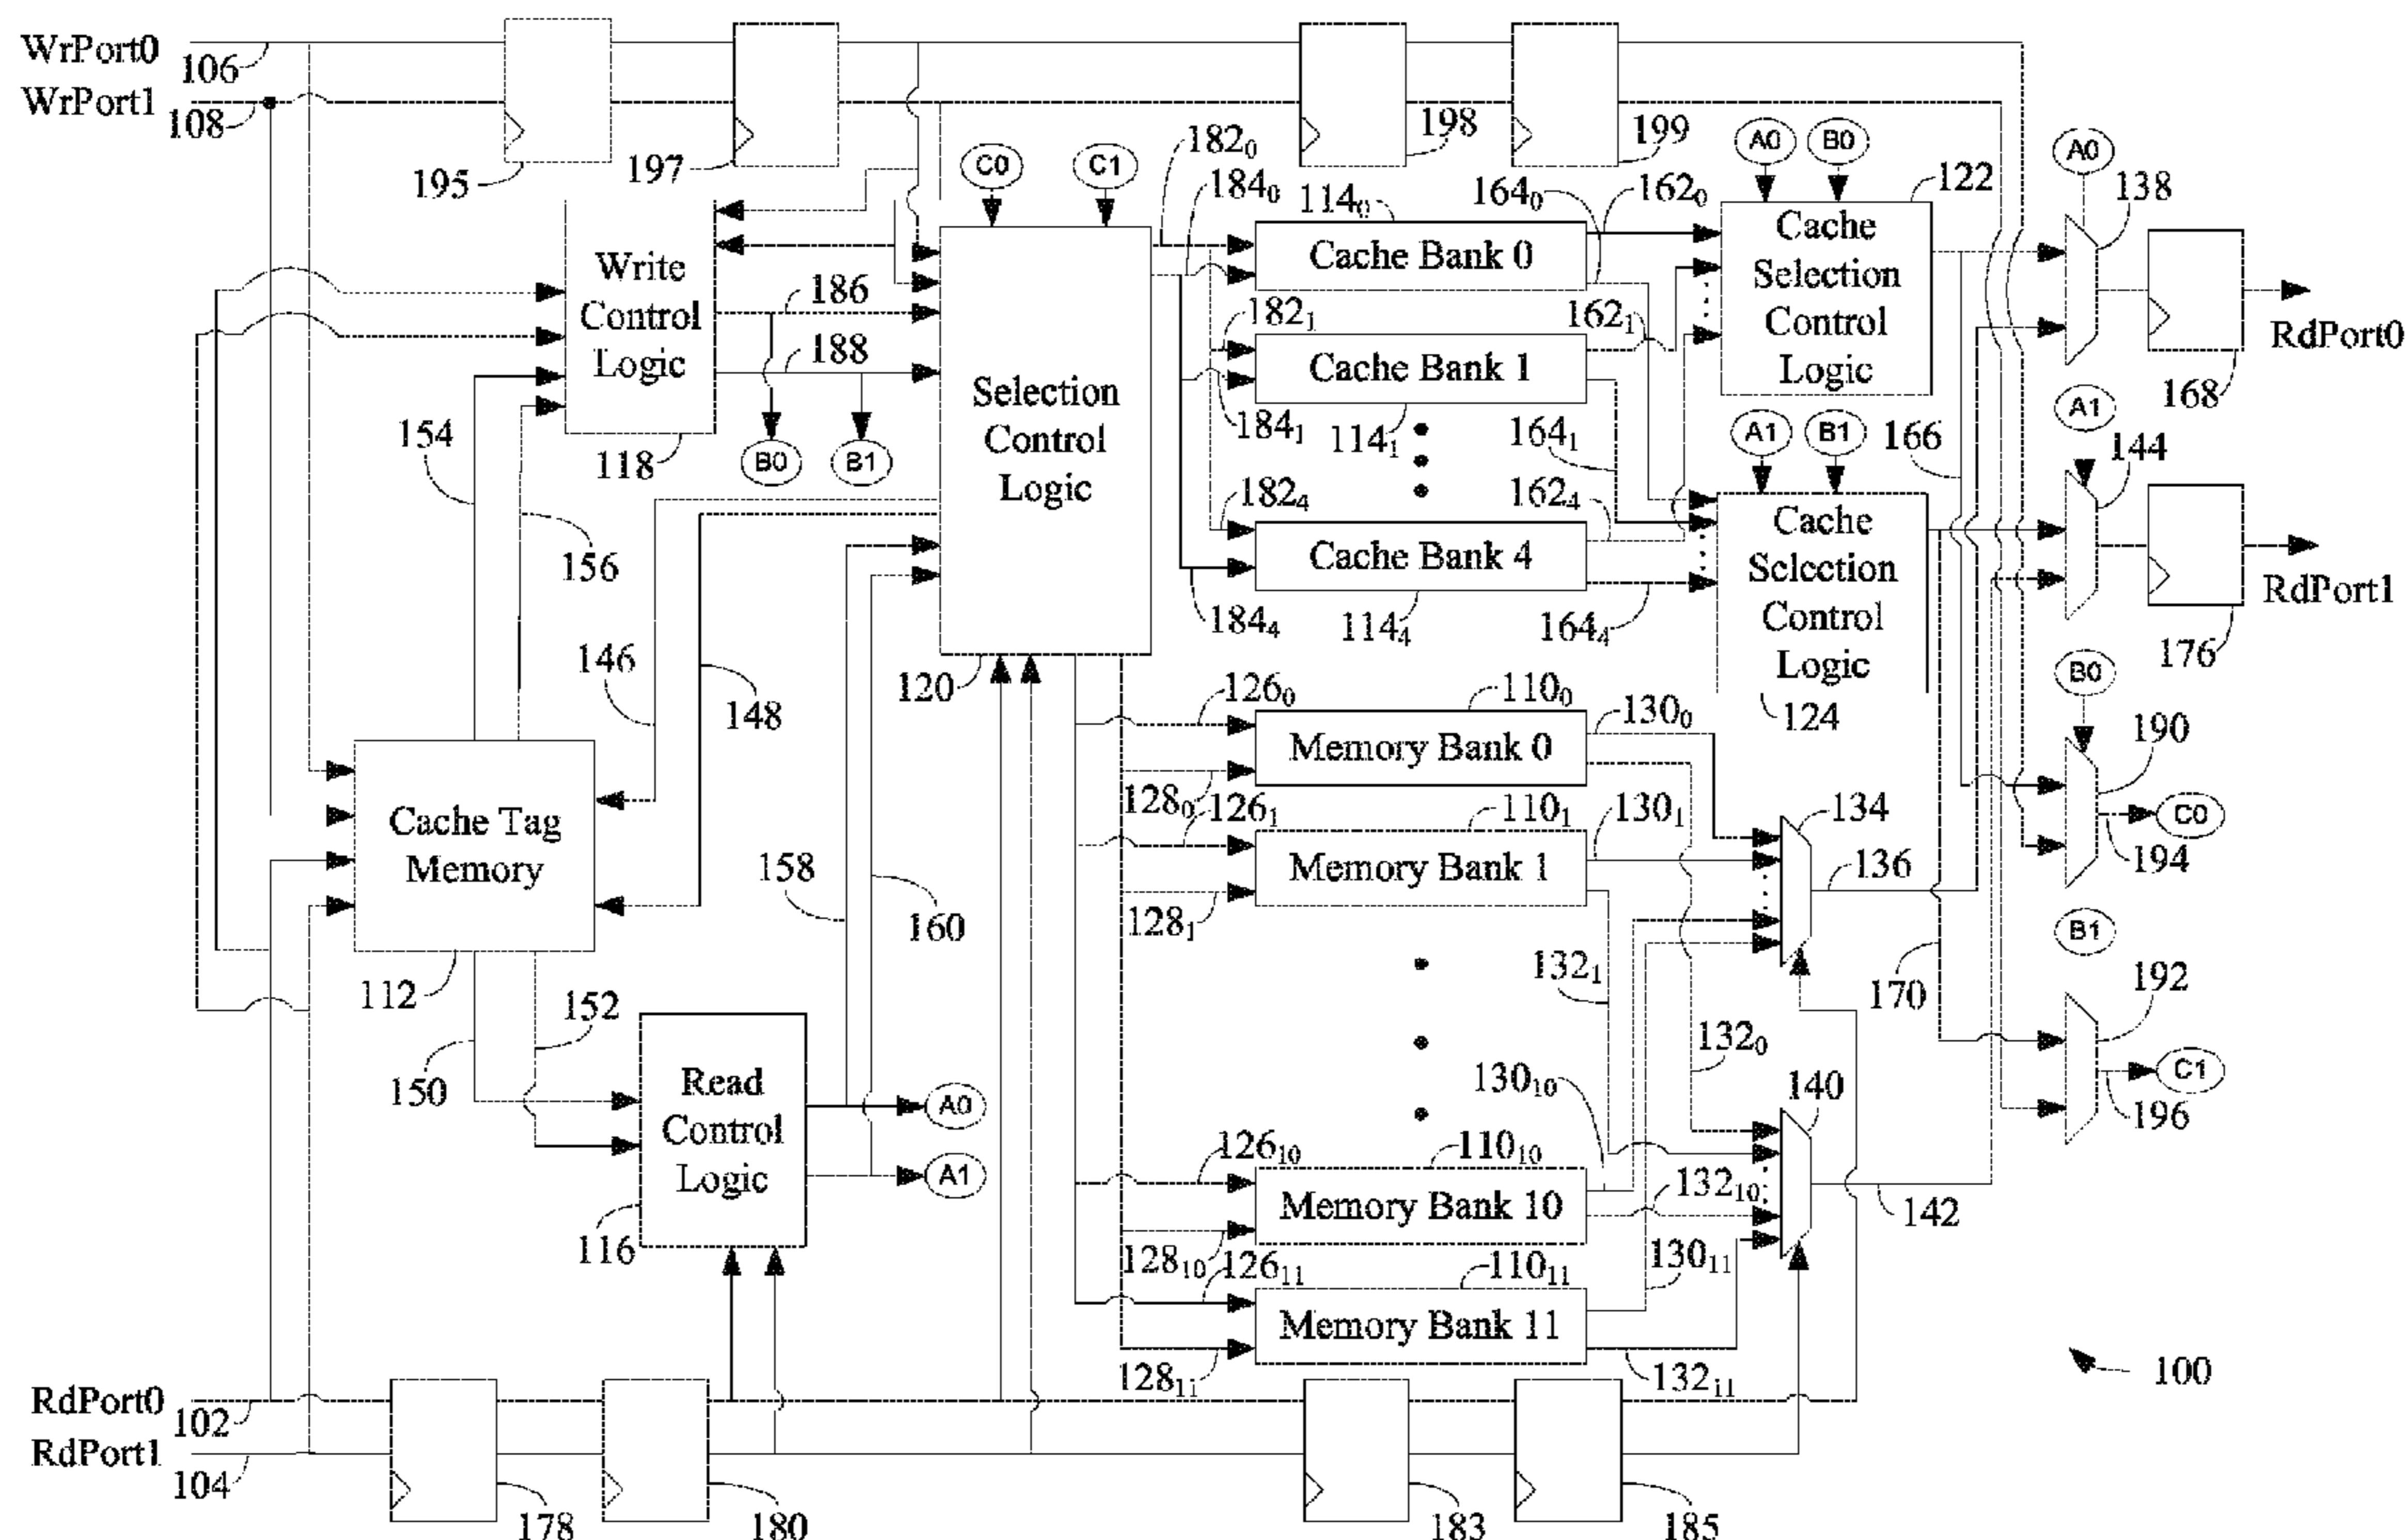 WrPort0
106
WrPort1
108
195
197
198
199
C0
C1
182₀
184₀
114₀
164₀
162₀
A0
B0
122
A0
138
Write
Control
Logic
186
188
118
B0
B1
Selection
Control
Logic
120
Cache Bank 0
182₁
162₁
Cache Bank 1
184₁
114₁
164₁
182₄
162₄
Cache Bank 4
184₄
114₄
164₄
Cache
Selection
Control
Logic
A1
B1
166
Cache
Selection
Control
Logic
124
RdPort0
168
A1
144
RdPort1
176
B0
190
C0
194
B1
192
C1
196
154
156
146
148
Cache Tag
Memory
112
158
160
150
152
Read
Control
Logic
116
A0
A1
126₀
110₀
130₀
Memory Bank 0
128₀
126₁
110₁
130₁
Memory Bank 1
128₁
134
136
132₁
170
132₀
130₁₀
140
126₁₀
110₁₀
132₁₀
Memory Bank 10
142
128₁₀
126₁₁
110₁₁
130₁₁
Memory Bank 11
128₁₁
132₁₁
100
RdPort0
102
RdPort1
104
178
180
183
185